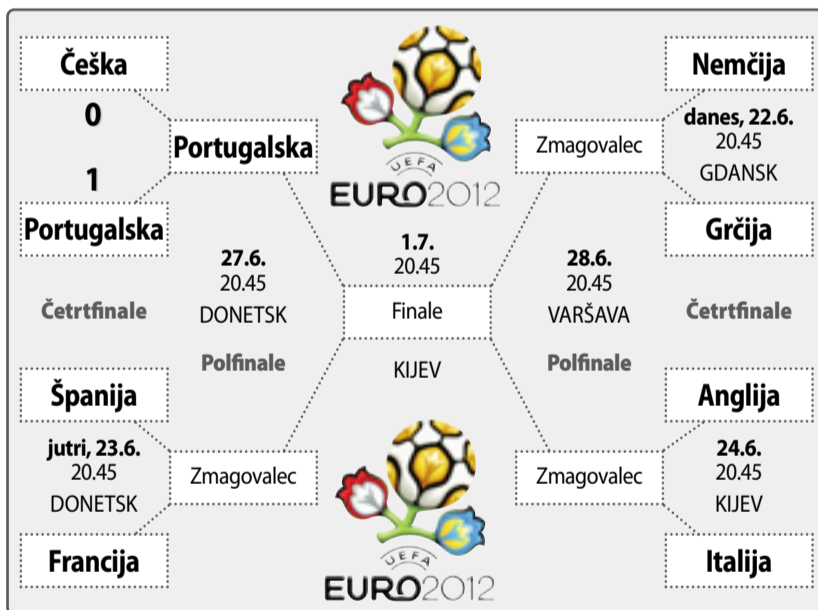 Češka
0
1
Portugalska
Portugalska
Četrtfinale
27.6.
20.45
DONETSK
Polfinale
Španija
jutri, 23.6.
20.45
DONETSK
Francija
Zmagovalec
UEFA
EURO2012
1.7.
20.45
Finale
KIJEV
UEFA
EURO2012
Nemčija
danes, 22.6.
20.45
GDANSK
Grčija
Zmagovalec
28.6.
20.45
VARŠAVA
Polfinale
Četrtfinale
Anglija
24.6.
20.45
KIJEV
Italija
Zmagovalec